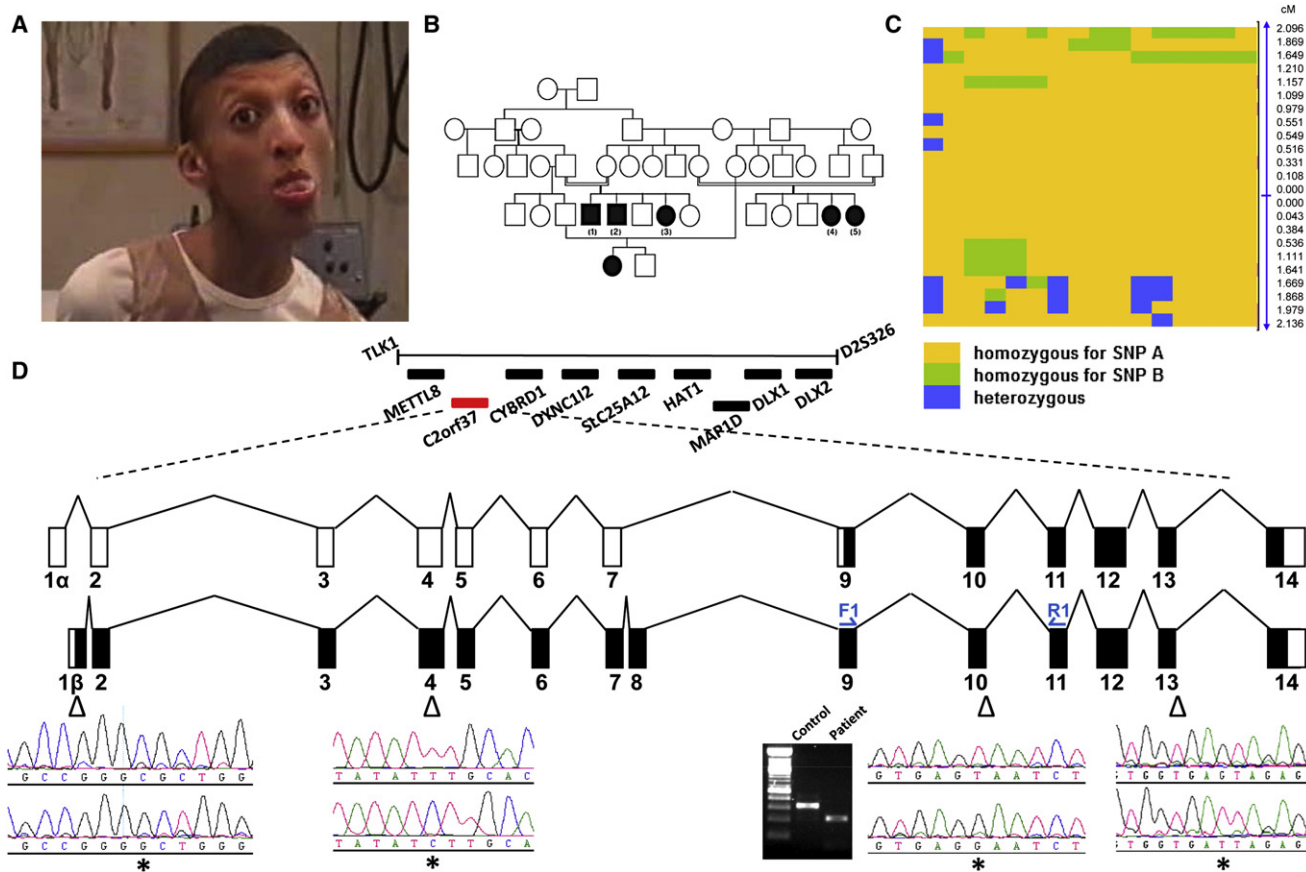 A
B
(1) (2) (3) (4) (5)
C
cM
2.096
1.869
1.649
1.210
1.157
1.099
0.979
0.551
0.549
0.516
0.331
0.108
0.000
0.000
0.043
0.384
0.536
1.111
1.641
1.669
1.868
1.979
2.136
homozygous for SNP A
homozygous for SNP B
heterozygous
D
TLK1 D2S326
METTL8 C2orf37 CYBRD1 DYNC1I2 SLC25A12 HAT1 MAP1D DLX1 DLX2
1α 2 3 4 5 6 7 9 10 11 12 13 14
F1 R1
1β 2 3 4 5 6 7 8 9 10 11 12 13 14
Control Patient
G C C G G G C G C T G G
T A T A T T T G C A C
G T G A G T A A T C T
G T G G T G A G T A G A G
G C C G G G G C T G G G
T A T A T C T T G C A
G T G A G G A A T C T
G T G G T G A T T A G A G
* * * *